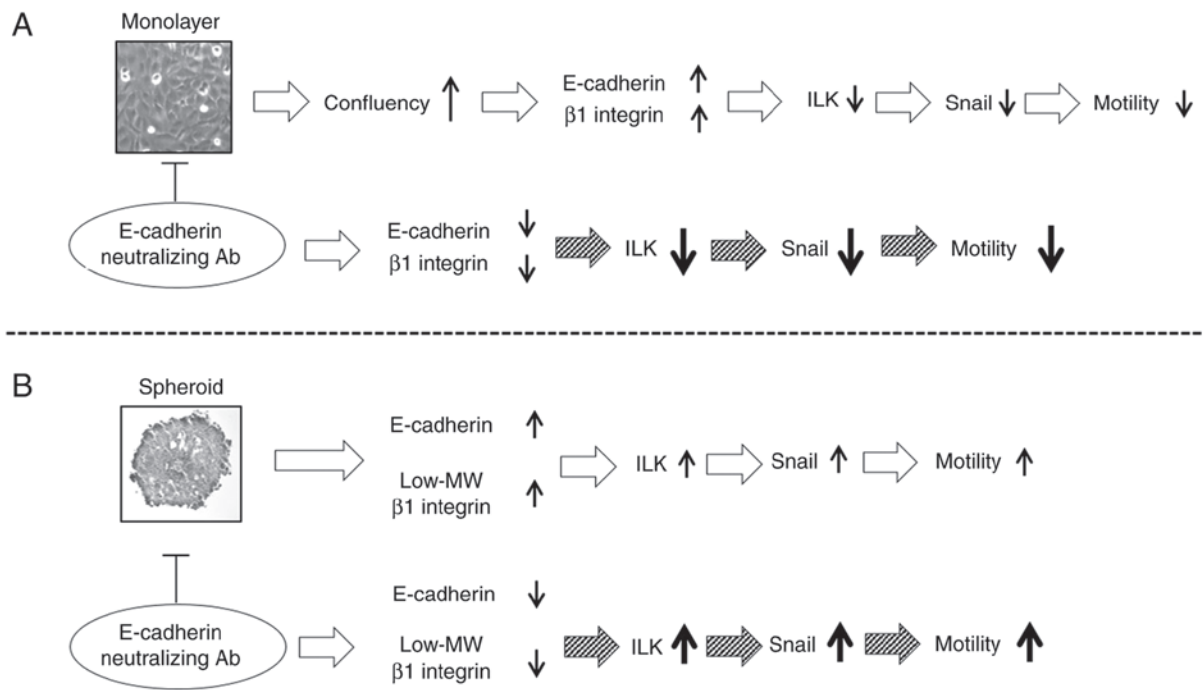 A
Monolayer
Confluency
E-cadherin
β1 integrin
ILK
Snail
Motility
E-cadherin
neutralizing Ab
E-cadherin
β1 integrin
ILK
Snail
Motility
B
Spheroid
E-cadherin
Low-MW
β1 integrin
ILK
Snail
Motility
E-cadherin
neutralizing Ab
E-cadherin
Low-MW
β1 integrin
ILK
Snail
Motility